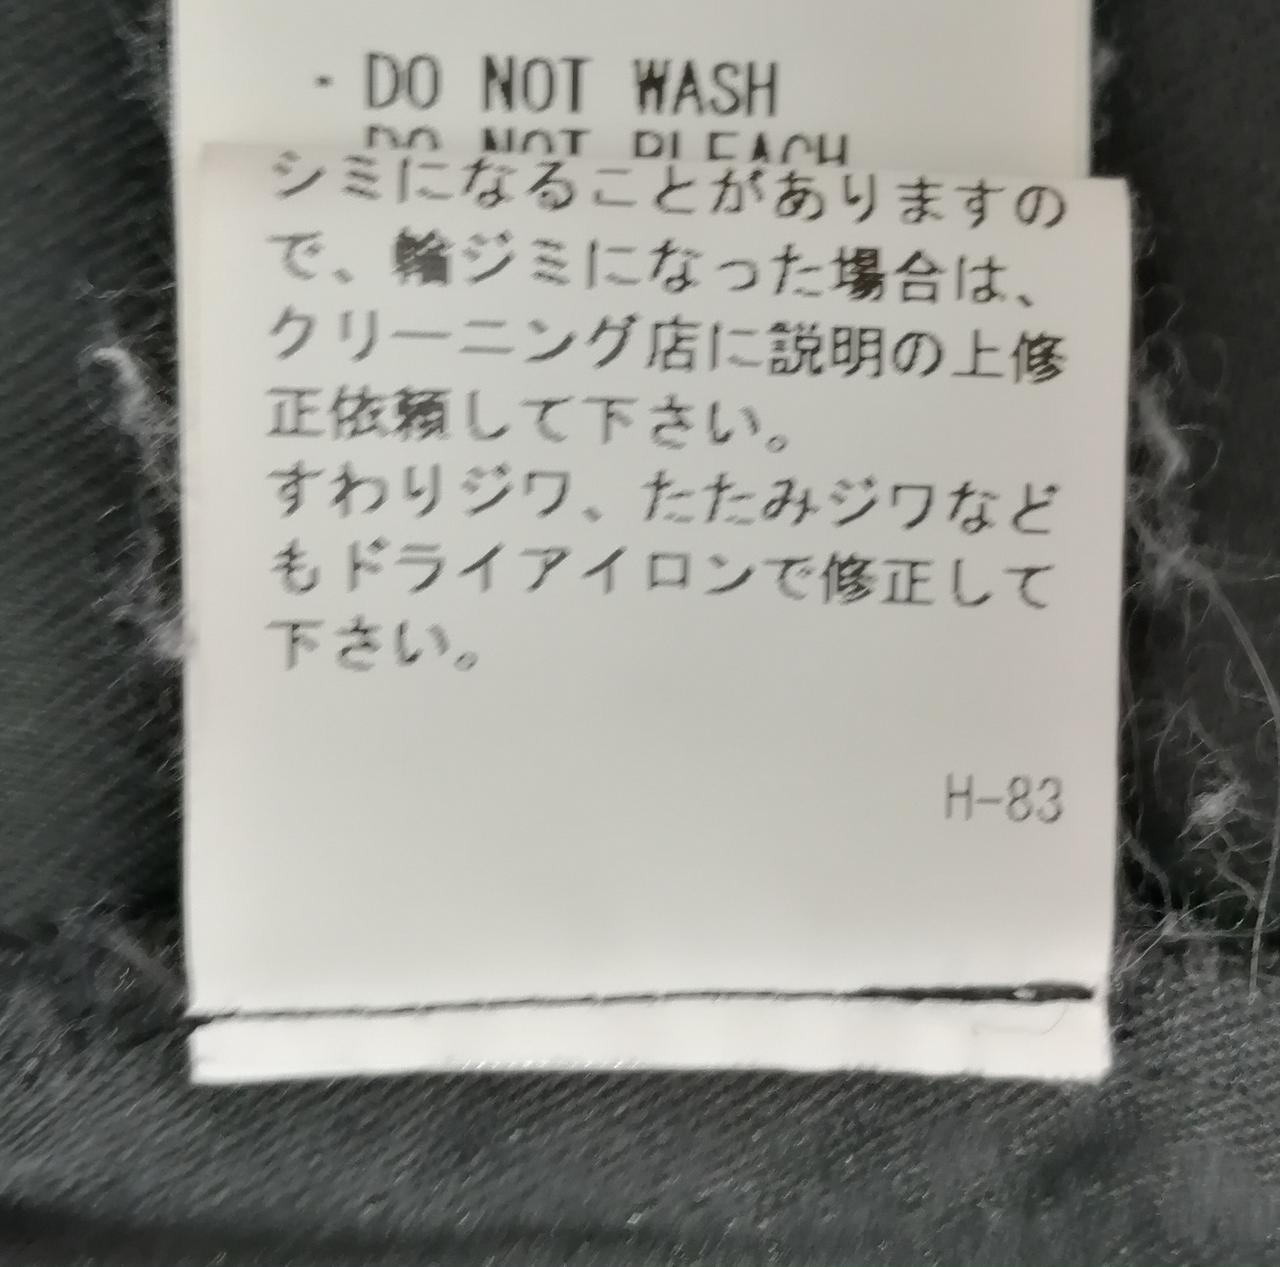 ・DO NOT WASH
DO NOT BLEACH
シミになることがありますの
で、輪ジミになった場合は、
クリーニング店に説明の上修
正依頼して下さい。
すわりジワ、たたみジワなど
もドライアイロンで修正して
下さい。
H-83